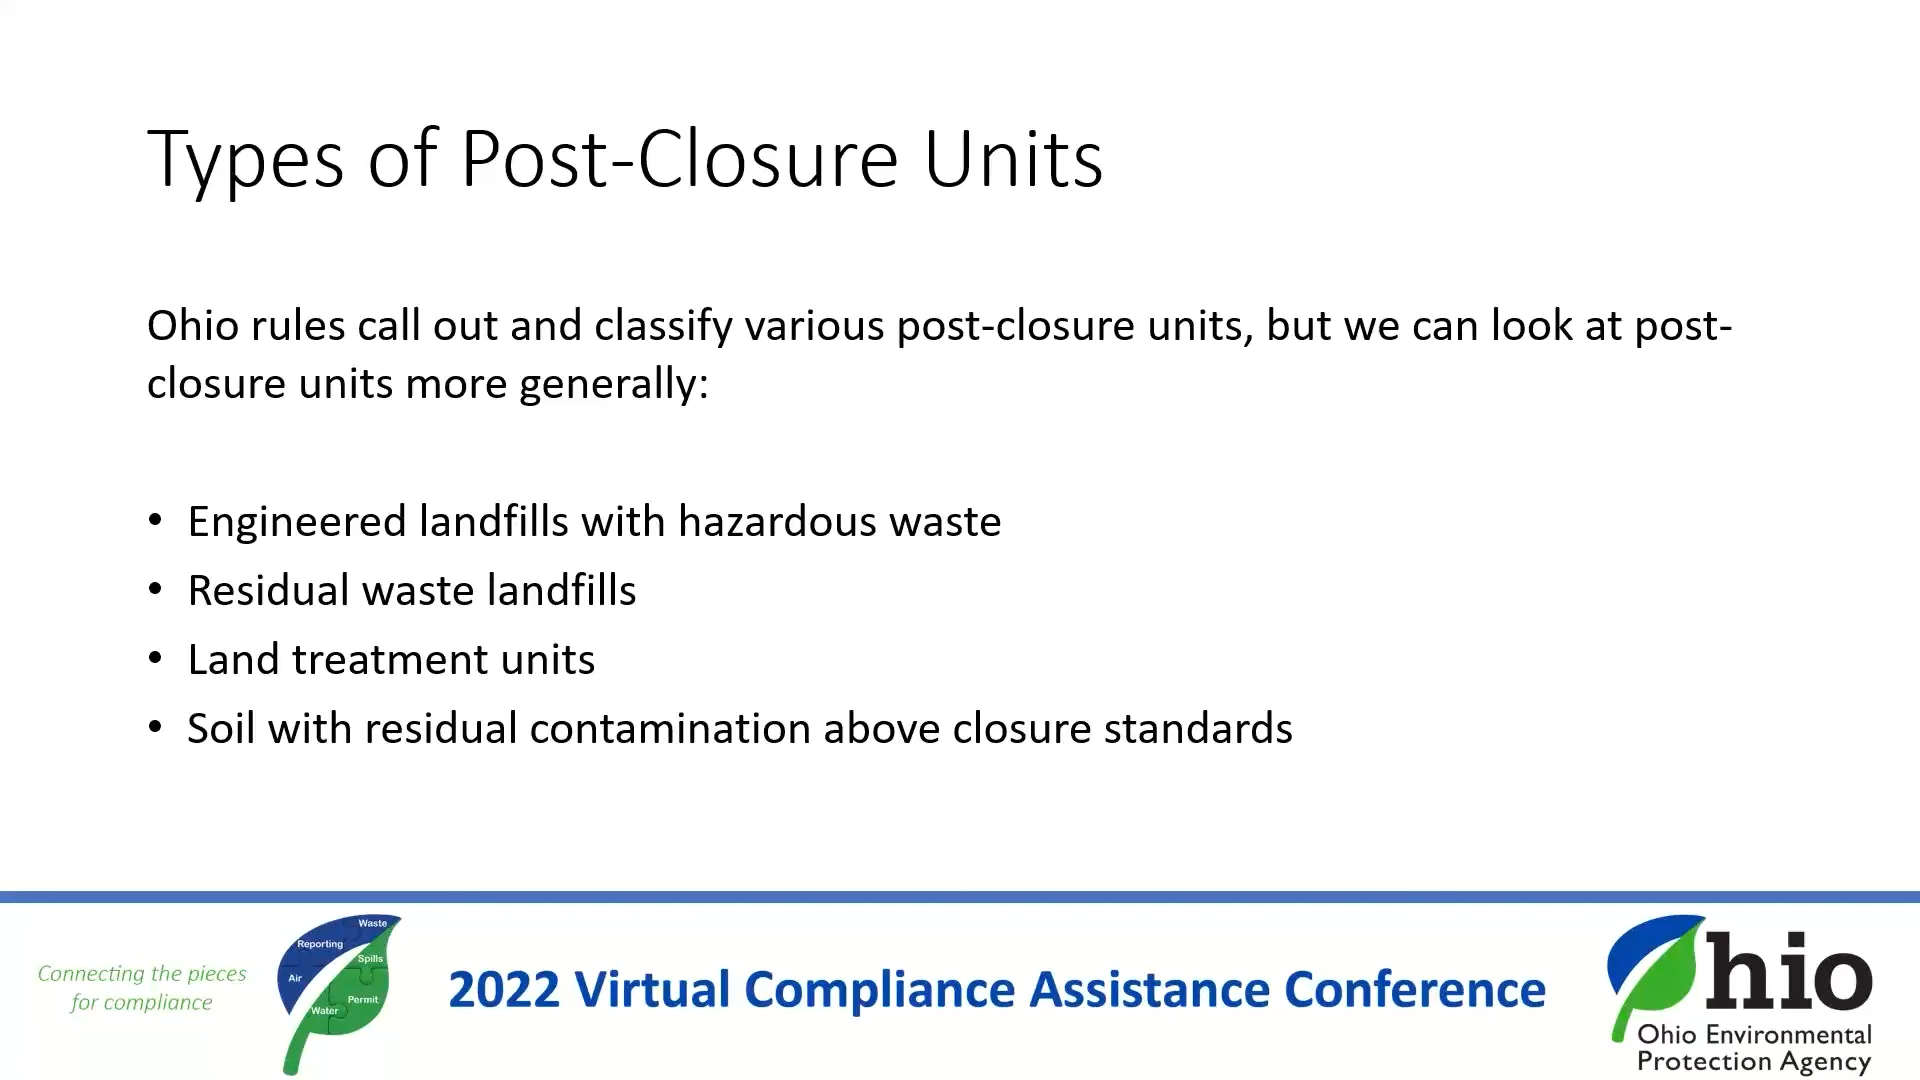 Types of Post-Closure Units
Ohio rules call out and classify various post-closure units, but we can look at post-
closure units more generally:
• Engineered landfills with hazardous waste
• Residual waste landfills
• Land treatment units
• Soil with residual contamination above closure standards
Connecting the pieces
for compliance
Waste
Reporting
Spills
Air
Permit
Water
2022 Virtual Compliance Assistance Conference
Ohio
Ohio Environmental
Protection Agency